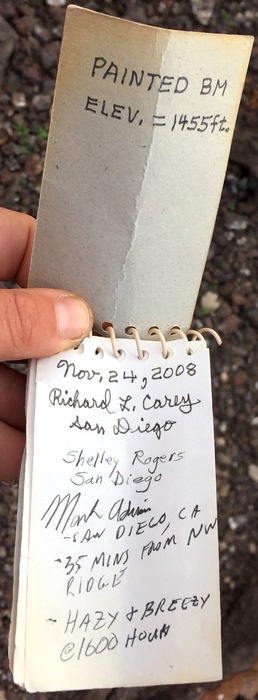 PAINTED BM
ELEV. = 1455ft.
Nov. 24, 2008
Richard L. Carey
San Diego
Shelley Rogers
San Diego
Mark
- SAN DIEGO, CA
- 35 MINS FROM NW
RIDGE
- HAZY & BREEZY
@1600 HOUR